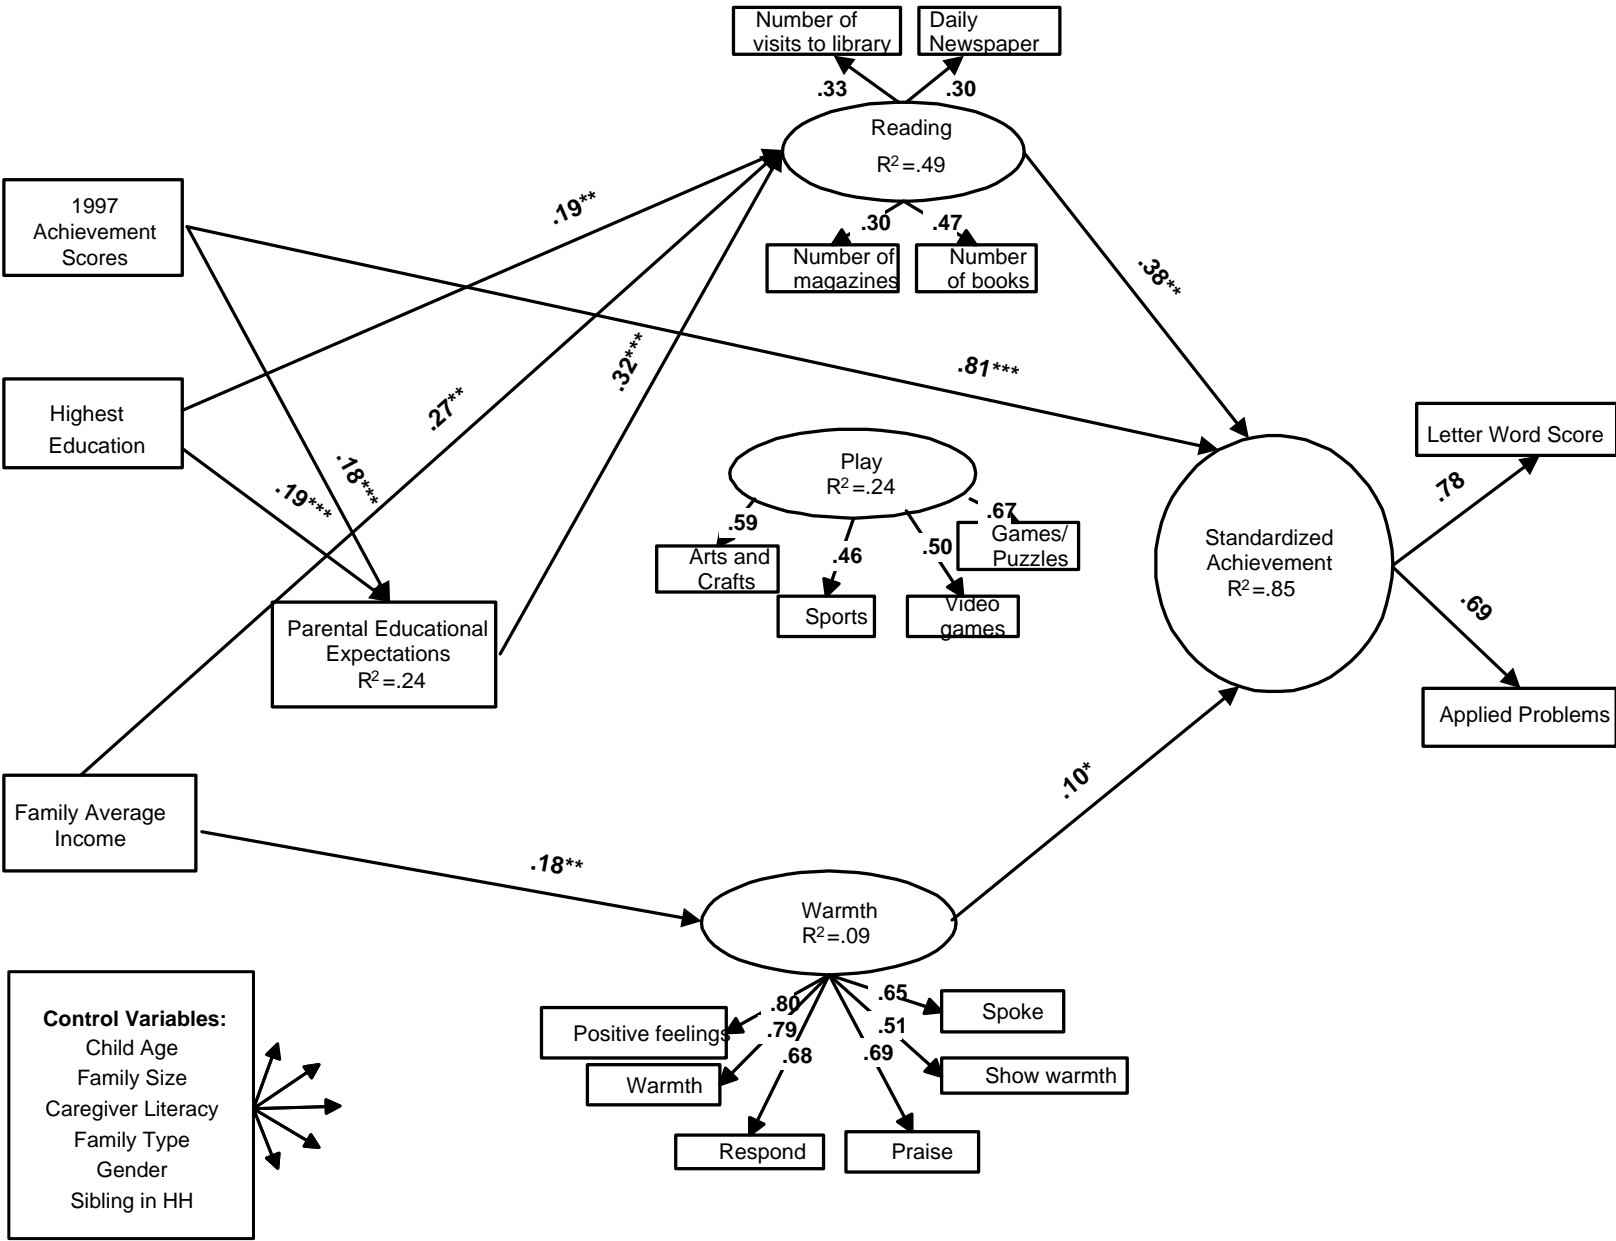 Number of
visits to library
Daily
Newspaper
.33
.30
Reading
R²=.49
.30
.47
Number of
magazines
Number
of books
1997
Achievement
Scores
.19**
.38**
.81***
.32***
.27**
Highest
Education
.18***
.19***
Play
R²=.24
.59
.46
.50
.67
Arts and
Crafts
Sports
Video
games
Games/
Puzzles
Letter Word Score
.78
Standardized
Achievement
R²=.85
.69
Applied Problems
Parental Educational
Expectations
R²=.24
Family Average
Income
.18**
.10*
Warmth
R²=.09
.80
.79
.68
.69
.51
.65
Positive feelings
Warmth
Respond
Praise
Show warmth
Spoke
Control Variables:
Child Age
Family Size
Caregiver Literacy
Family Type
Gender
Sibling in HH